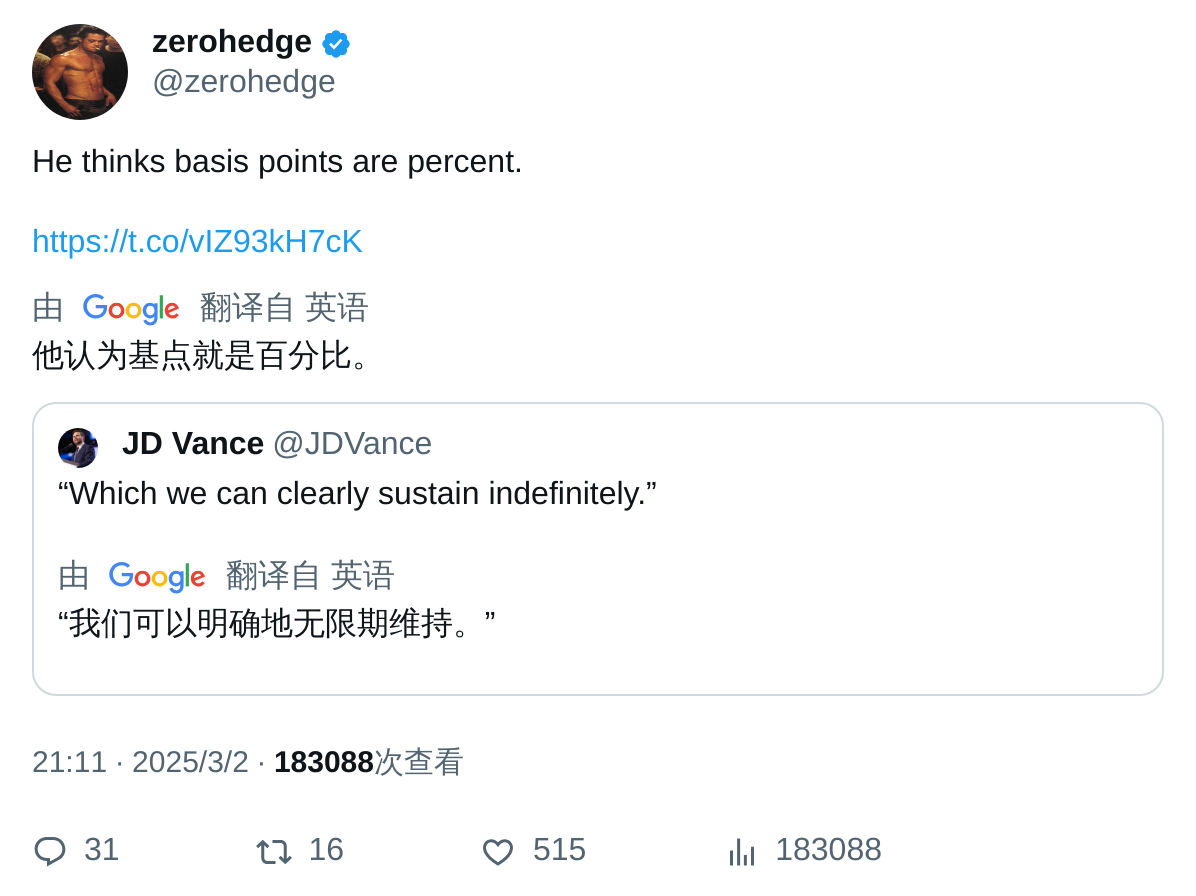 zerohedge
@zerohedge
He thinks basis points are percent.
https://t.co/vIZ93kH7cK
由 Google 翻译自 英语
他认为基点就是百分比。
JD Vance @JDVance
“Which we can clearly sustain indefinitely.”
由 Google 翻译自 英语
“我们可以明确地无限期维持。”
21:11 · 2025/3/2 · 183088次查看
31 16 515 183088